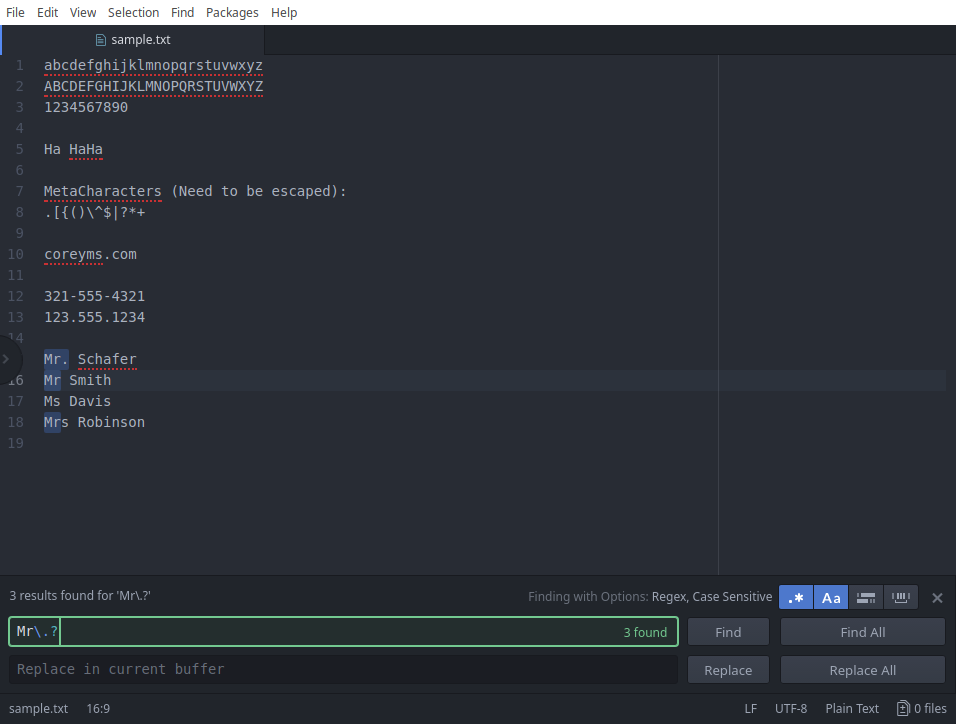 File Edit View Selection Find Packages Help
sample.txt
1 abcdefghijklmnopqrstuvwxyz
2 ABCDEFGHIJKLMNOPQRSTUVWXYZ
3 1234567890
4
5 Ha HaHa
6
7 MetaCharacters (Need to be escaped):
8 .[{()\^$|?*+
9
10 coreyms.com
11
12 321-555-4321
13 123.555.1234
14
Mr. Schafer
16 Mr Smith
17 Ms Davis
18 Mrs Robinson
19
3 results found for 'Mr\.?' Finding with Options: Regex, Case Sensitive .* Aa
Mr\.? 3 found Find Find All
Replace in current buffer Replace Replace All
sample.txt 16:9 LF UTF-8 Plain Text 0 files